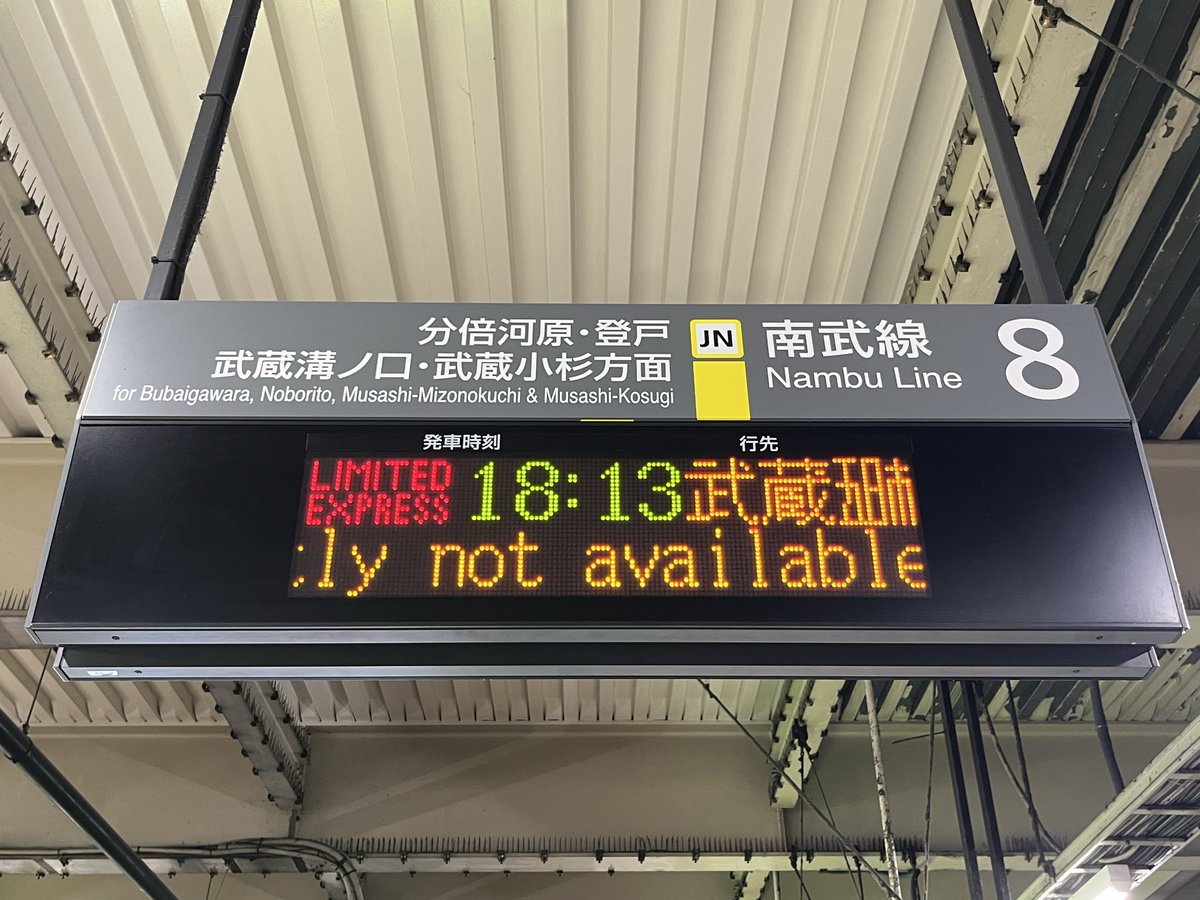 分倍河原・登戸
武蔵溝ノ口・武蔵小杉方面
for Bubaigawara, Noborito, Musashi-Mizonokuchi & Musashi-Kosugi
JN 南武線
Nambu Line
8
発車時刻 行先
LIMITED EXPRESS 18:13 武蔵
ly not available